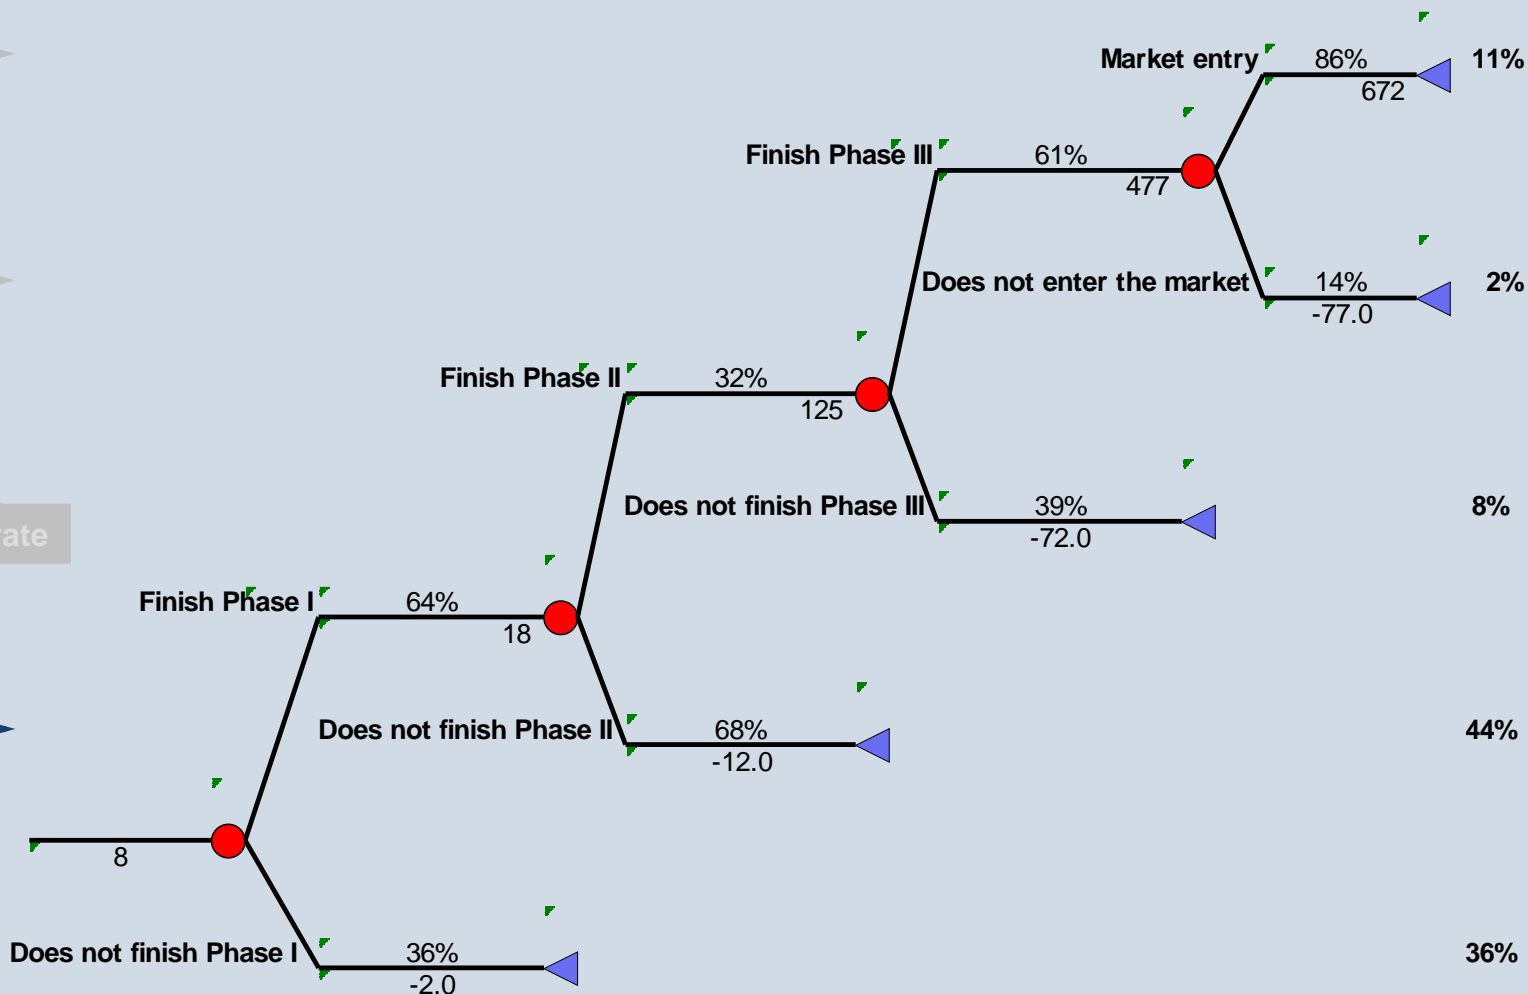 Market entry
86%
11%
672
Finish Phase III
61%
477
Does not enter the market
14%
2%
-77.0
Finish Phase II
32%
125
Does not finish Phase III
39%
8%
-72.0
Finish Phase I
64%
18
Does not finish Phase II
68%
44%
-12.0
8
Does not finish Phase I
36%
36%
-2.0